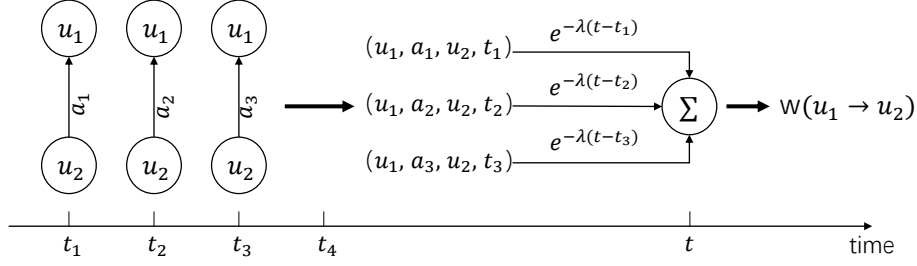 u₁ u₁ u₁
a₁ a₂ a₃
u₂ u₂ u₂
(u₁, a₁, u₂, t₁) e^{-λ(t-t₁)}
(u₁, a₂, u₂, t₂) e^{-λ(t-t₂)} Σ w(u₁ → u₂)
(u₁, a₃, u₂, t₃) e^{-λ(t-t₃)}
t₁ t₂ t₃ t₄ t time